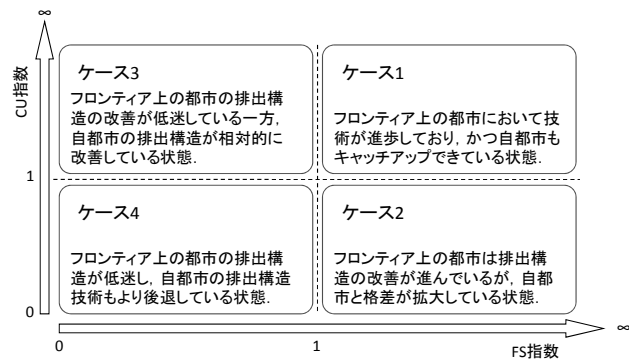 ∞
CU指数
ケース3
フロンティア上の都市の排出構
造の改善が低迷している一方,
自都市の排出構造が相対的に
改善している状態.
ケース1
フロンティア上の都市において技
術が進歩しており, かつ自都市も
キャッチアップできている状態.
1
ケース4
フロンティア上の都市の排出構
造が低迷し, 自都市の排出構造
技術もより後退している状態.
ケース2
フロンティア上の都市は排出構
造の改善が進んでいるが, 自都
市と格差が拡大している状態.
0
∞
0
1
FS指数